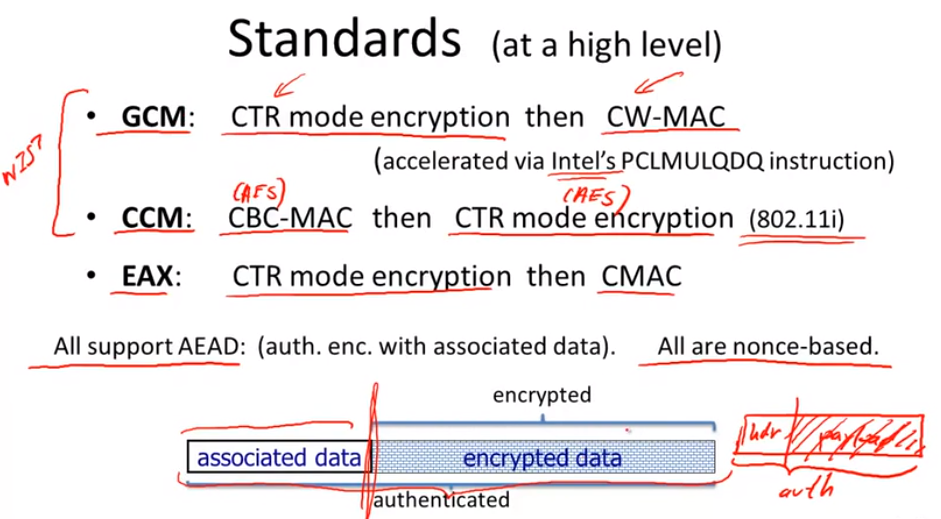 Standards (at a high level)
• GCM: CTR mode encryption then CW-MAC
(accelerated via Intel's PCLMULQDQ instruction)
NIST
(AES) (AES)
• CCM: CBC-MAC then CTR mode encryption (802.11i)
• EAX: CTR mode encryption then CMAC
All support AEAD: (auth. enc. with associated data). All are nonce-based.
encrypted
associated data encrypted data
hdr payload
authenticated
auth